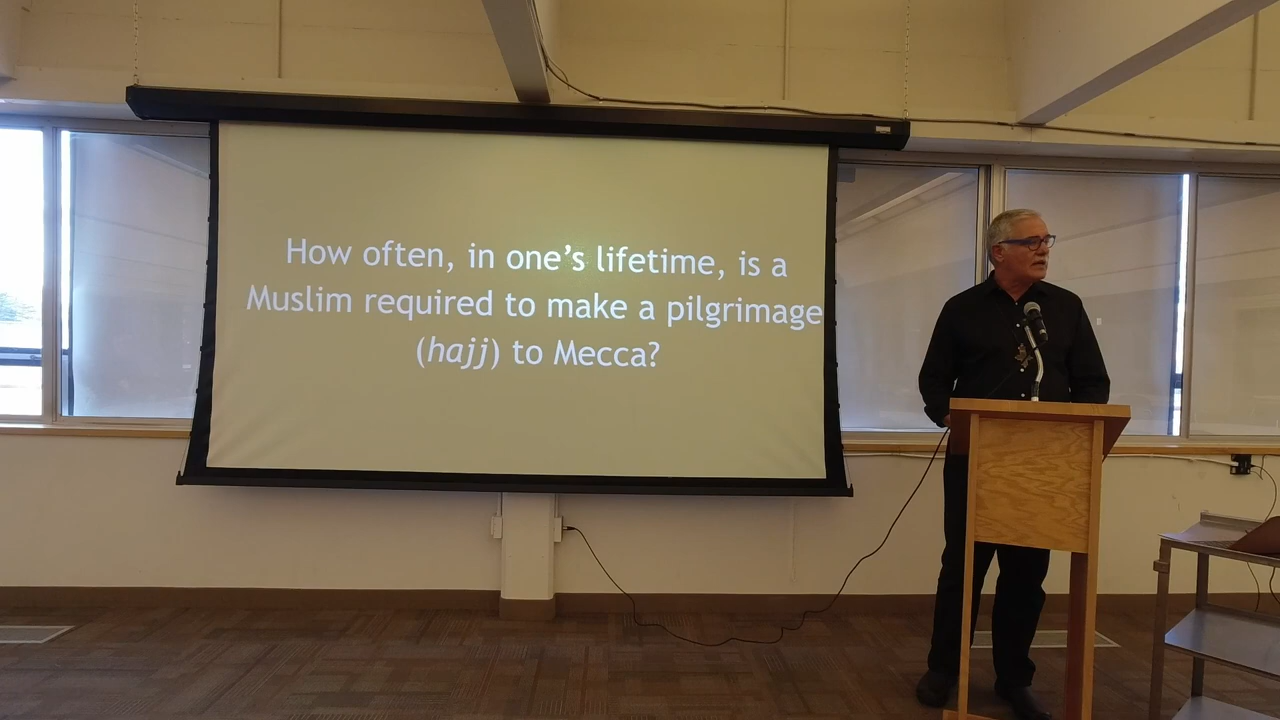 How often, in one’s lifetime, is a
Muslim required to make a pilgrimage
(hajj) to Mecca?